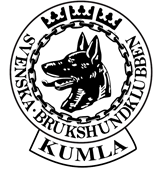 SVENSKA · BRUKSHUNDKLUBBEN
KUMLA